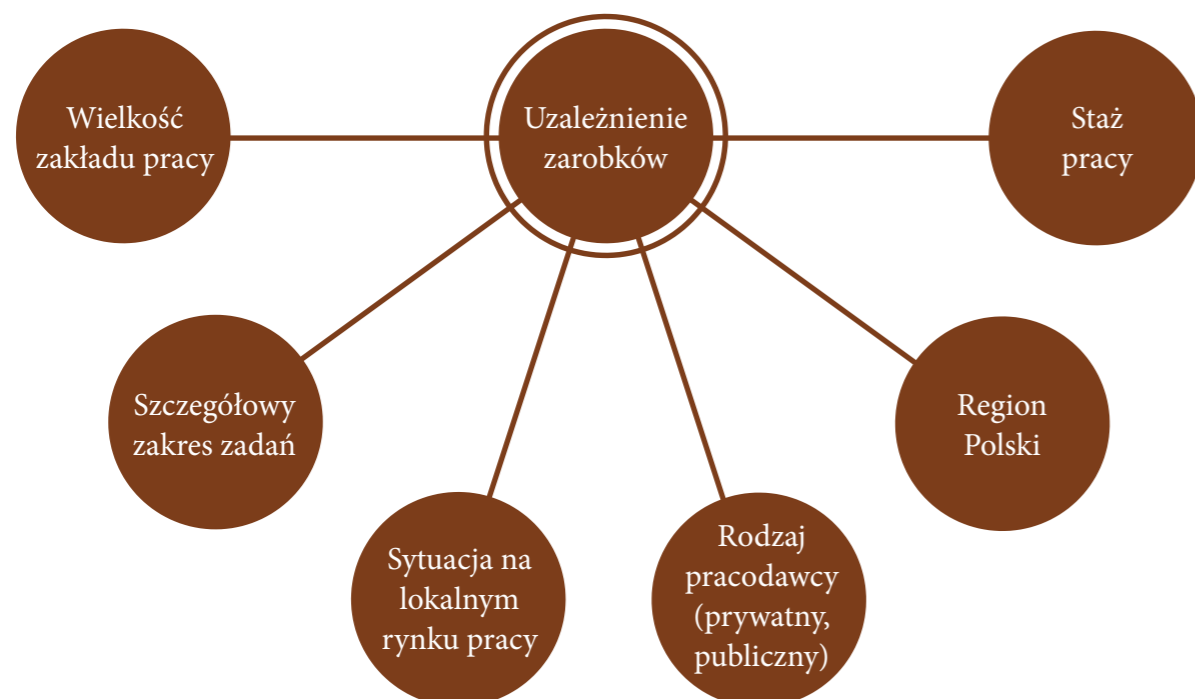 Wielkość
zakładu pracy
Uzależnienie
zarobków
Staż
pracy
Szczegółowy
zakres zadań
Region
Polski
Sytuacja na
lokalnym
rynku pracy
Rodzaj
pracodawcy
(prywatny,
publiczny)